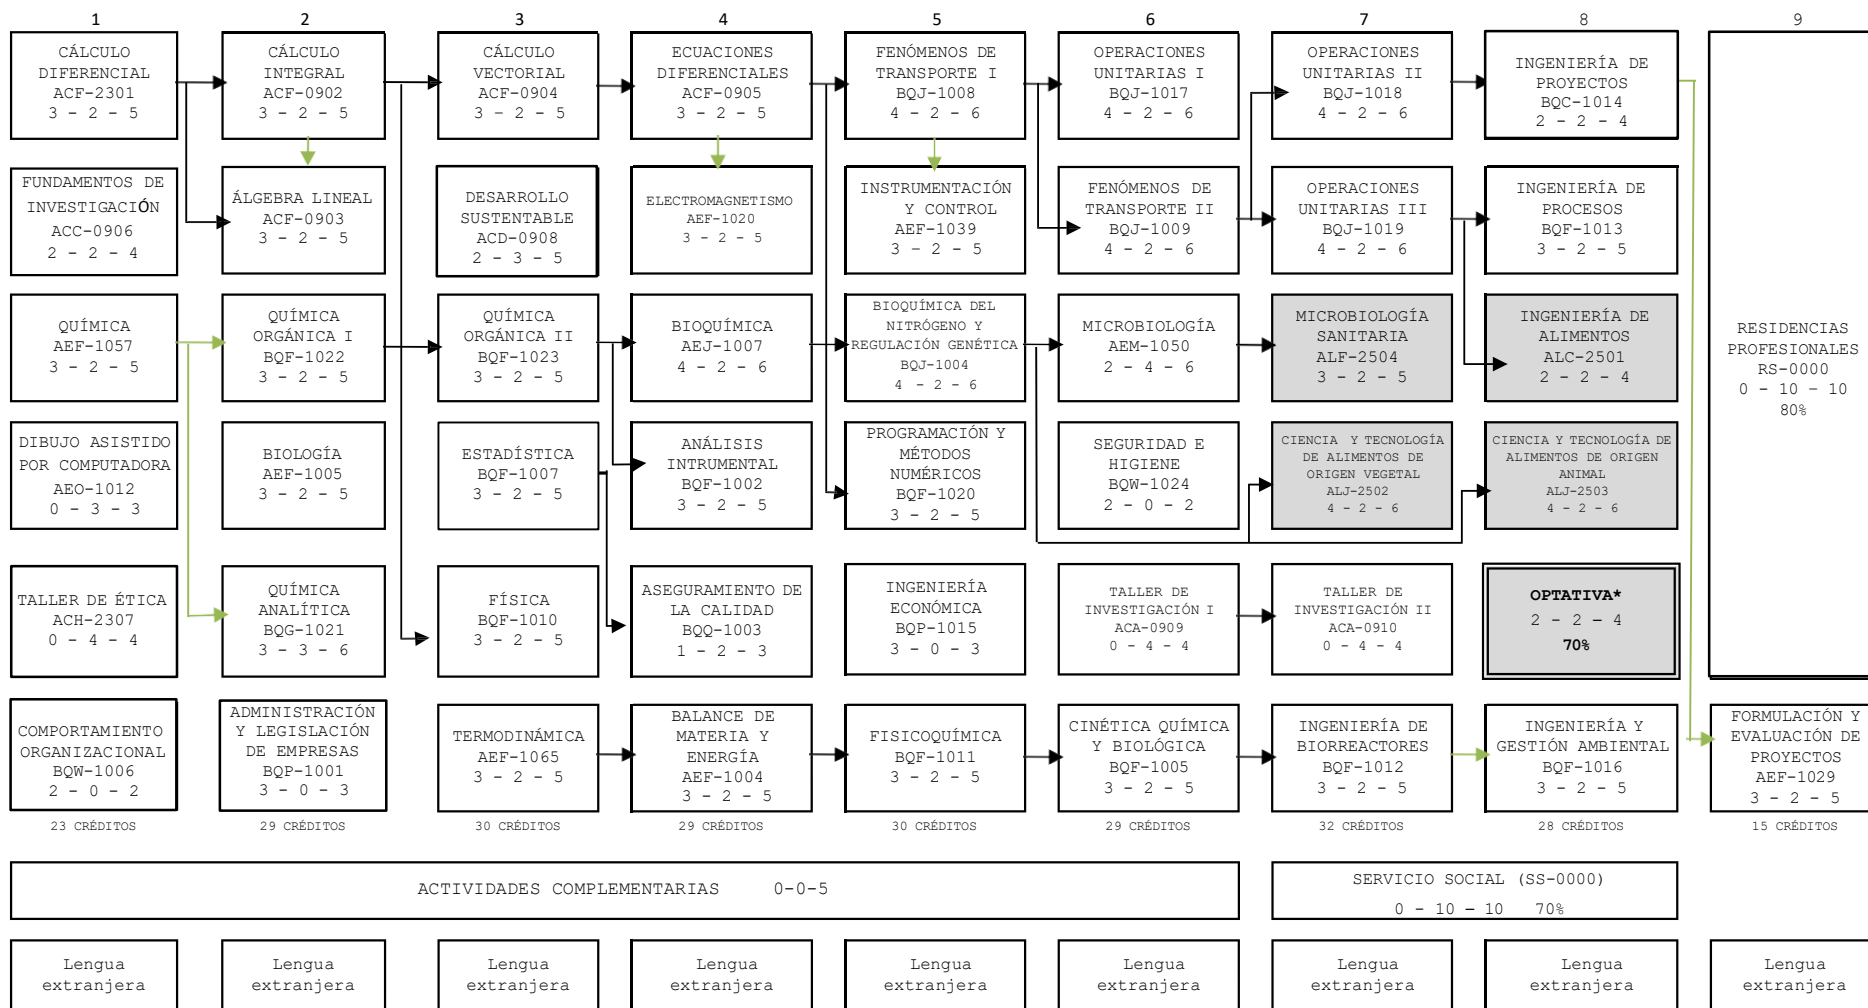 1 2 3 4 5 6 7 8 9
CÁLCULO
DIFERENCIAL
ACF-2301
3 - 2 - 5
CÁLCULO
INTEGRAL
ACF-0902
3 - 2 - 5
CÁLCULO
VECTORIAL
ACF-0904
3 - 2 - 5
ECUACIONES
DIFERENCIALES
ACF-0905
3 - 2 - 5
FENÓMENOS DE
TRANSPORTE I
BQJ-1008
4 - 2 - 6
OPERACIONES
UNITARIAS I
BQJ-1017
4 - 2 - 6
OPERACIONES
UNITARIAS II
BQJ-1018
4 - 2 - 6
INGENIERÍA DE
PROYECTOS
BQC-1014
2 - 2 - 4
RESIDENCIAS
PROFESIONALES
RS-0000
0 - 10 - 10
80%
FUNDAMENTOS DE
INVESTIGACIÓN
ACC-0906
2 - 2 - 4
ÁLGEBRA LINEAL
ACF-0903
3 - 2 - 5
DESARROLLO
SUSTENTABLE
ACD-0908
2 - 3 - 5
ELECTROMAGNETISMO
AEF-1020
3 - 2 - 5
INSTRUMENTACIÓN
Y CONTROL
AEF-1039
3 - 2 - 5
FENÓMENOS DE
TRANSPORTE II
BQJ-1009
4 - 2 - 6
OPERACIONES
UNITARIAS III
BQJ-1019
4 - 2 - 6
INGENIERÍA DE
PROCESOS
BQF-1013
3 - 2 - 5
QUÍMICA
AEF-1057
3 - 2 - 5
QUÍMICA
ORGÁNICA I
BQF-1022
3 - 2 - 5
QUÍMICA
ORGÁNICA II
BQF-1023
3 - 2 - 5
BIOQUÍMICA
AEJ-1007
4 - 2 - 6
BIOQUÍMICA DEL
NITRÓGENO Y
REGULACIÓN GENÉTICA
BQJ-1004
4 - 2 - 6
MICROBIOLOGÍA
AEM-1050
2 - 4 - 6
MICROBIOLOGÍA
SANITARIA
ALF-2504
3 - 2 - 5
INGENIERÍA DE
ALIMENTOS
ALC-2501
2 - 2 - 4
DIBUJO ASISTIDO
POR COMPUTADORA
AEO-1012
0 - 3 - 3
BIOLOGÍA
AEF-1005
3 - 2 - 5
ESTADÍSTICA
BQF-1007
3 - 2 - 5
ANÁLISIS
INTRUMENTAL
BQF-1002
3 - 2 - 5
PROGRAMACIÓN Y
MÉTODOS
NUMÉRICOS
BQF-1020
3 - 2 - 5
SEGURIDAD E
HIGIENE
BQW-1024
2 - 0 - 2
CIENCIA Y TECNOLOGÍA
DE ALIMENTOS DE
ORIGEN VEGETAL
ALJ-2502
4 - 2 - 6
CIENCIA Y TECNOLOGÍA DE
ALIMENTOS DE ORIGEN
ANIMAL
ALJ-2503
4 - 2 - 6
TALLER DE ÉTICA
ACH-2307
0 - 4 - 4
QUÍMICA
ANALÍTICA
BQG-1021
3 - 3 - 6
FÍSICA
BQF-1010
3 - 2 - 5
ASEGURAMIENTO DE
LA CALIDAD
BQQ-1003
1 - 2 - 3
INGENIERÍA
ECONÓMICA
BQP-1015
3 - 0 - 3
TALLER DE
INVESTIGACIÓN I
ACA-0909
0 - 4 - 4
TALLER DE
INVESTIGACIÓN II
ACA-0910
0 - 4 - 4
OPTATIVA*
2 - 2 - 4
70%
COMPORTAMIENTO
ORGANIZACIONAL
BQW-1006
2 - 0 - 2
ADMINISTRACIÓN
Y LEGISLACIÓN
DE EMPRESAS
BQP-1001
3 - 0 - 3
TERMODINÁMICA
AEF-1065
3 - 2 - 5
BALANCE DE
MATERIA Y
ENERGÍA
AEF-1004
3 - 2 - 5
FISICOQUÍMICA
BQF-1011
3 - 2 - 5
CINÉTICA QUÍMICA
Y BIOLÓGICA
BQF-1005
3 - 2 - 5
INGENIERÍA DE
BIORREACTORES
BQF-1012
3 - 2 - 5
INGENIERÍA Y
GESTIÓN AMBIENTAL
BQF-1016
3 - 2 - 5
FORMULACIÓN Y
EVALUACIÓN DE
PROYECTOS
AEF-1029
3 - 2 - 5
23 CRÉDITOS 29 CRÉDITOS 30 CRÉDITOS 29 CRÉDITOS 30 CRÉDITOS 29 CRÉDITOS 32 CRÉDITOS 28 CRÉDITOS 15 CRÉDITOS
ACTIVIDADES COMPLEMENTARIAS 0-0-5
SERVICIO SOCIAL (SS-0000)
0 - 10 - 10 70%
Lengua
extranjera
Lengua
extranjera
Lengua
extranjera
Lengua
extranjera
Lengua
extranjera
Lengua
extranjera
Lengua
extranjera
Lengua
extranjera
Lengua
extranjera